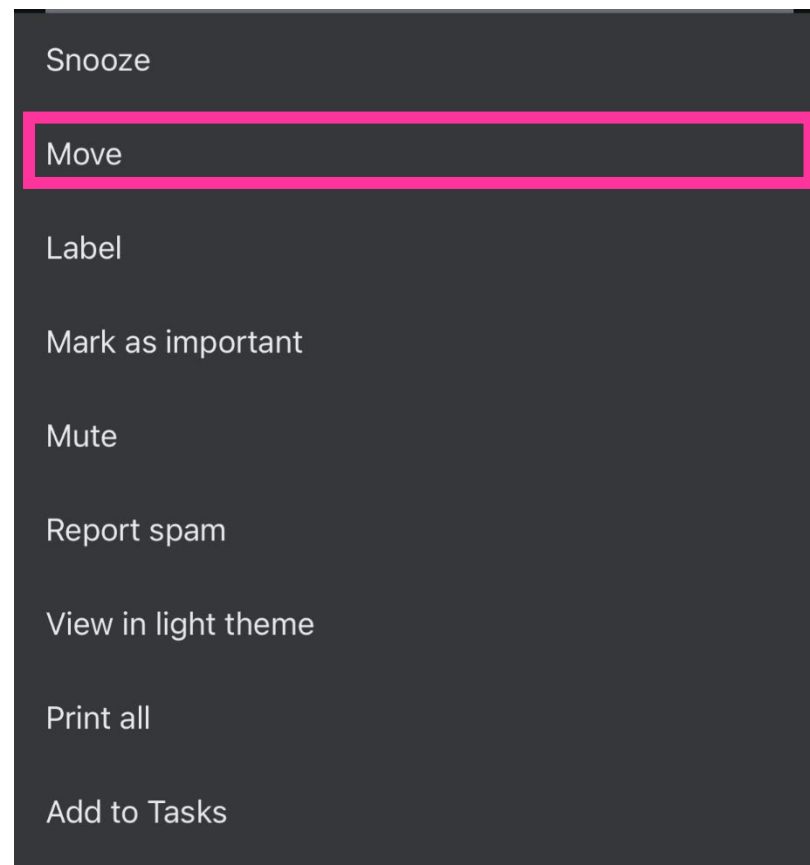 Snooze
Move
Label
Mark as important
Mute
Report spam
View in light theme
Print all
Add to Tasks